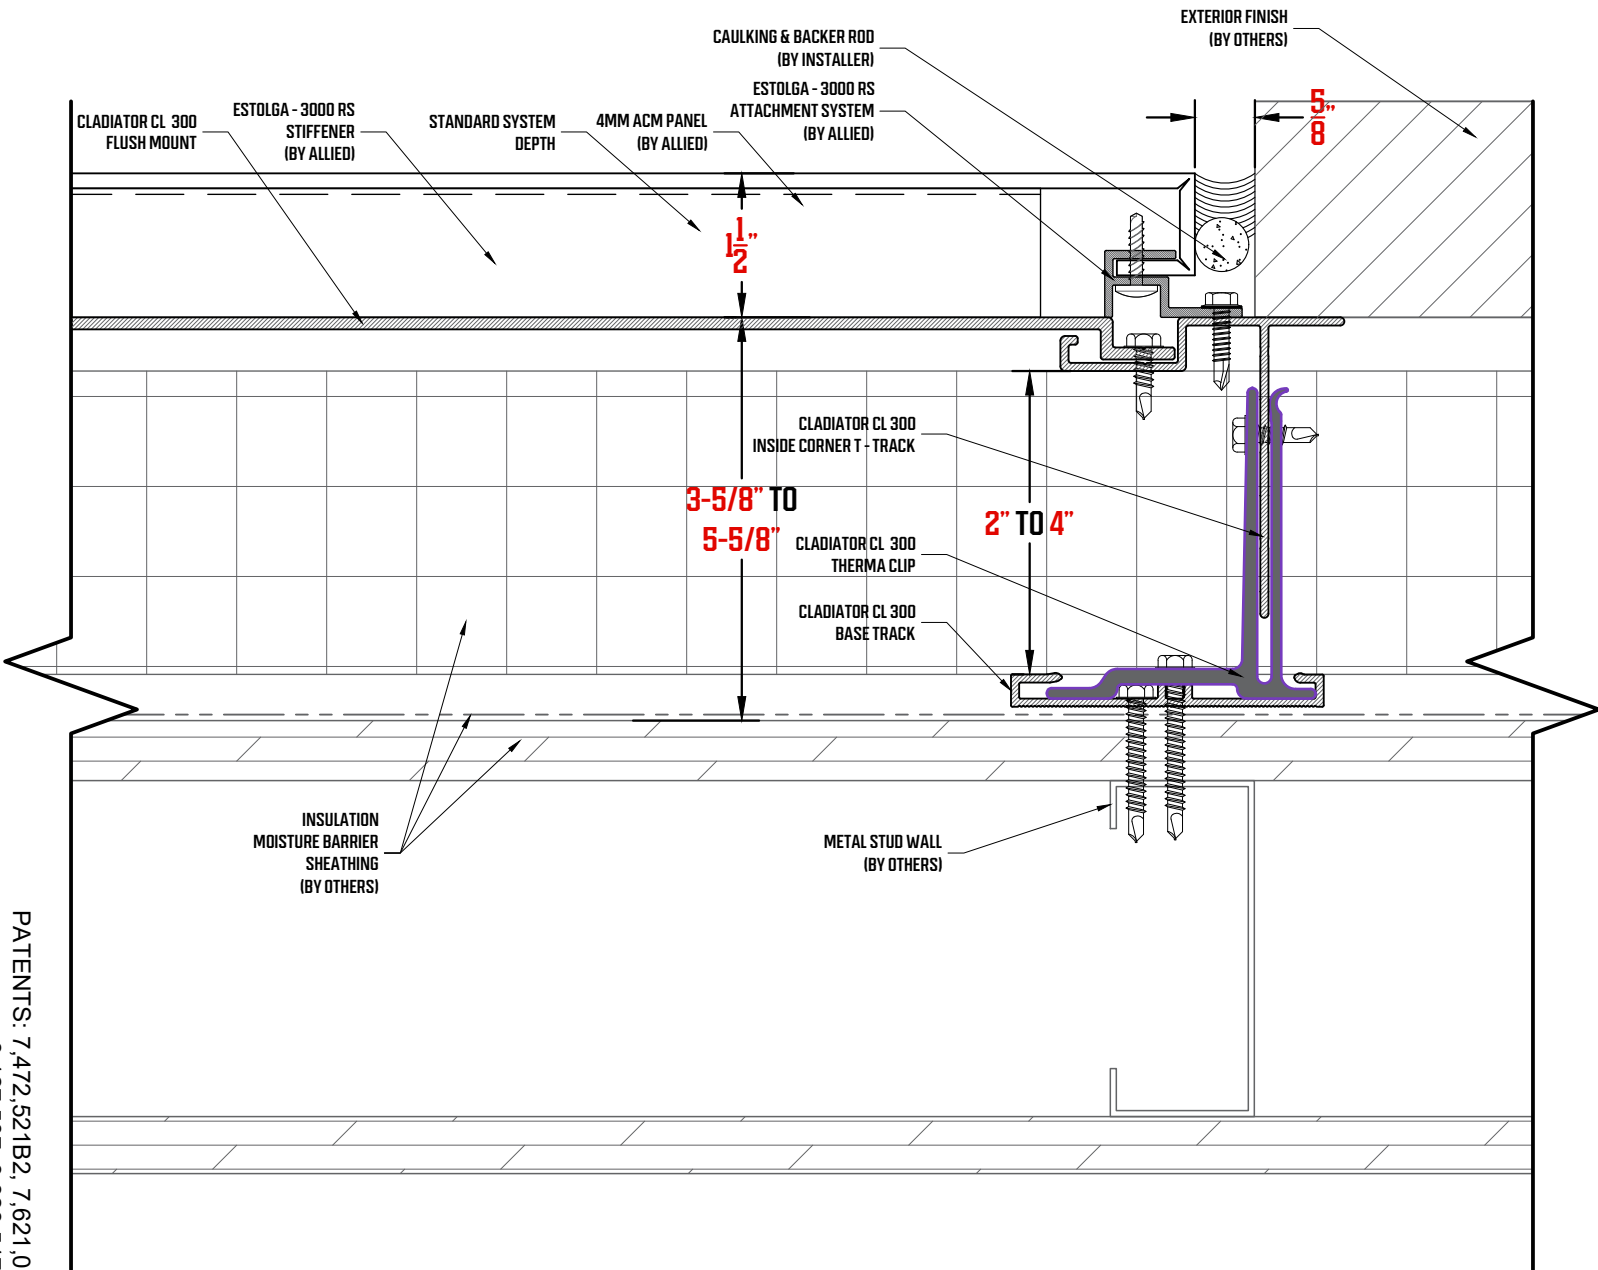 EXTERIOR FINISH
(BY OTHERS)
CAULKING & BACKER ROD
(BY INSTALLER)
ESTOLGA - 3000 RS
ATTACHMENT SYSTEM
(BY ALLIED)
5"
8
CLADIATOR CL 300
FLUSH MOUNT
ESTOLGA - 3000 RS
STIFFENER
(BY ALLIED)
STANDARD SYSTEM
DEPTH
4MM ACM PANEL
(BY ALLIED)
1 1/2"
CLADIATOR CL 300
INSIDE CORNER T - TRACK
3-5/8" TO
5-5/8"
2" TO 4"
CLADIATOR CL 300
THERMA CLIP
CLADIATOR CL 300
BASE TRACK
INSULATION
MOISTURE BARRIER
SHEATHING
(BY OTHERS)
METAL STUD WALL
(BY OTHERS)
PATENTS: 7,472,521B2, 7,621,0